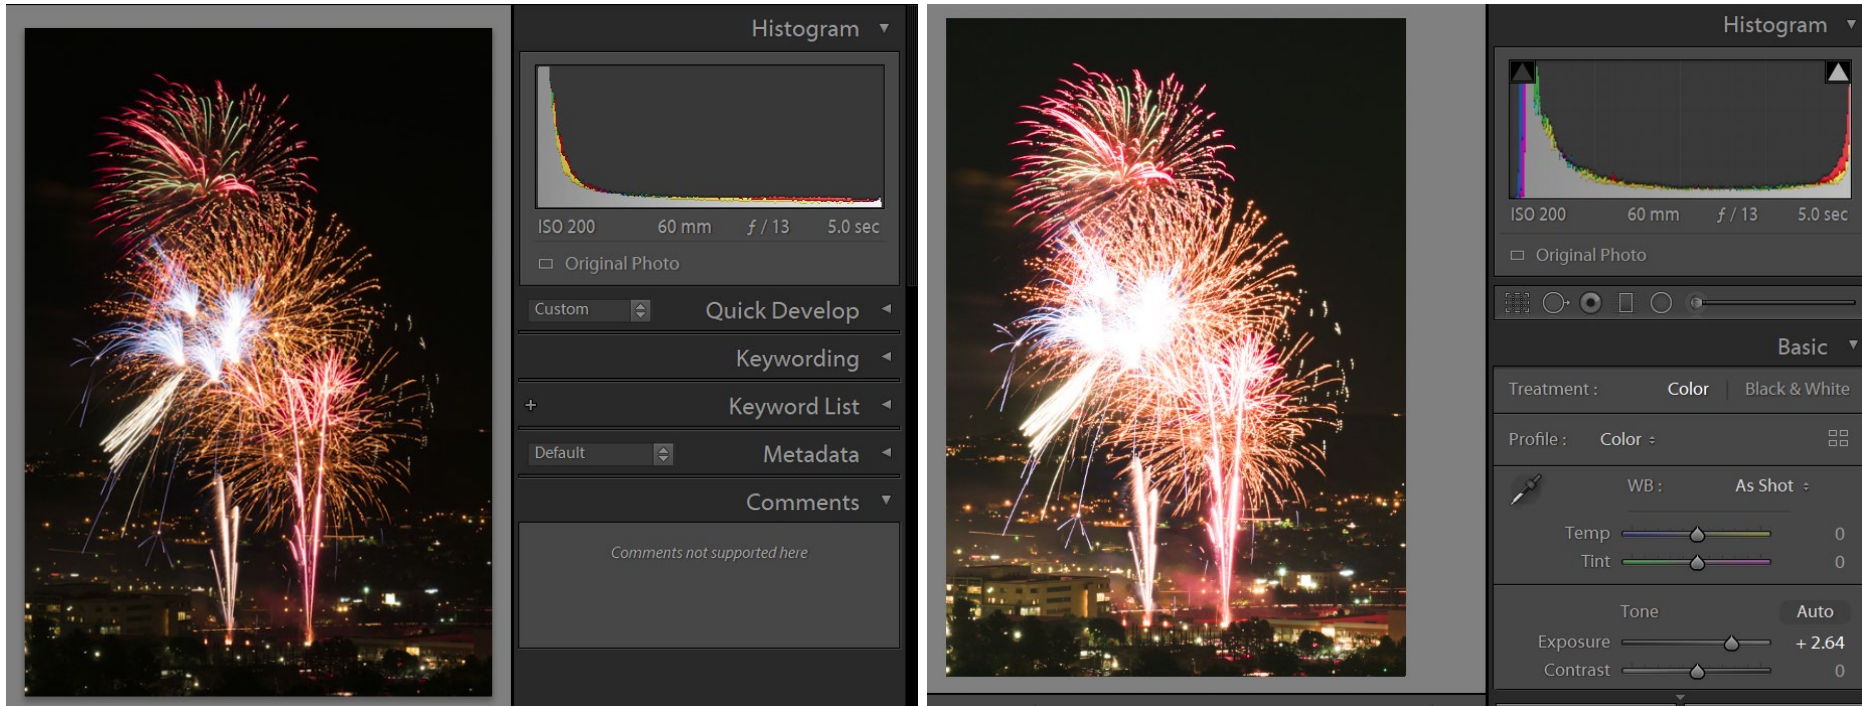 Histogram
ISO 200 60 mm ƒ / 13 5.0 sec
Original Photo
Custom Quick Develop
Keywording
+ Keyword List
Default Metadata
Comments
Comments not supported here
Histogram
ISO 200 60 mm ƒ / 13 5.0 sec
Original Photo
Basic
Treatment : Color Black & White
Profile : Color
WB : As Shot
Temp 0
Tint 0
Tone Auto
Exposure + 2.64
Contrast 0